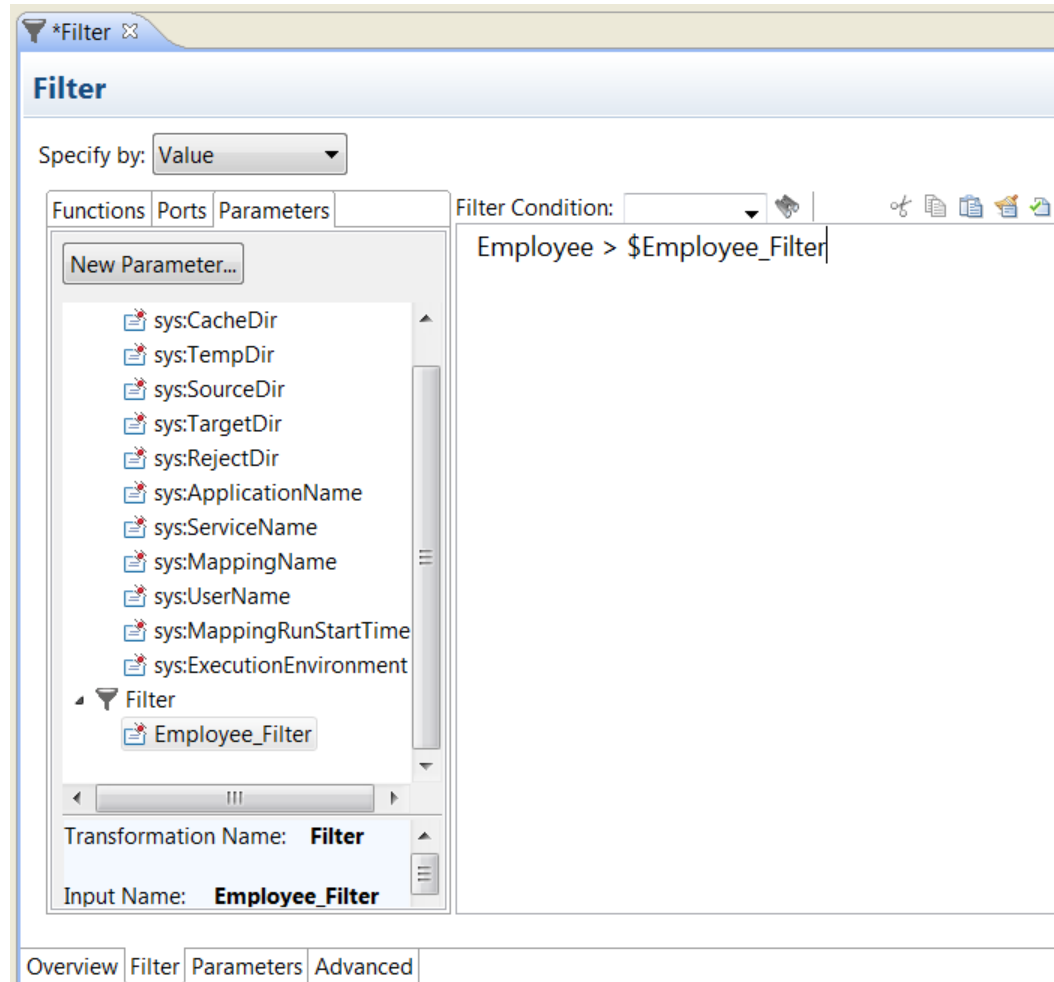 *Filter
Filter
Specify by: Value
Functions Ports Parameters
Filter Condition:
New Parameter...
Employee > $Employee_Filter
sys:CacheDir
sys:TempDir
sys:SourceDir
sys:TargetDir
sys:RejectDir
sys:ApplicationName
sys:ServiceName
sys:MappingName
sys:UserName
sys:MappingRunStartTime
sys:ExecutionEnvironment
Filter
Employee_Filter
Transformation Name: Filter
Input Name: Employee_Filter
Overview Filter Parameters Advanced